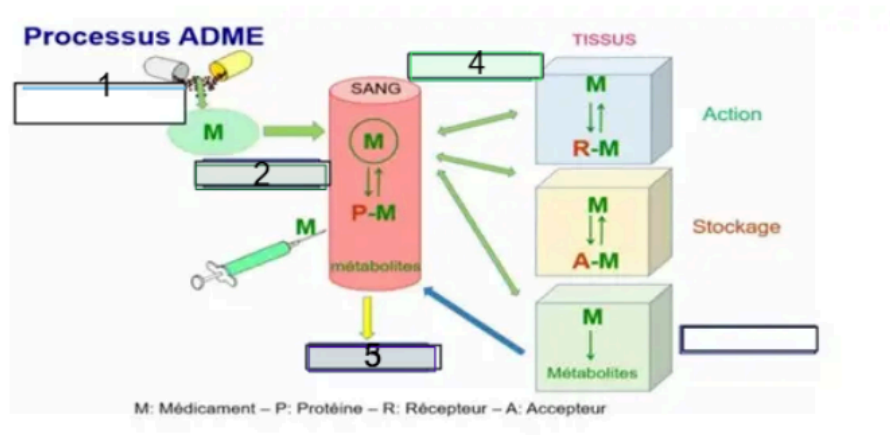 Processus ADME
TISSUS
1
4
SANG
M
M
M
Action
R-M
2
M
P-M
M
M
Stockage
A-M
métabolites
M
5
Métabolites
M: Médicament – P: Protéine – R: Récepteur – A: Accepteur